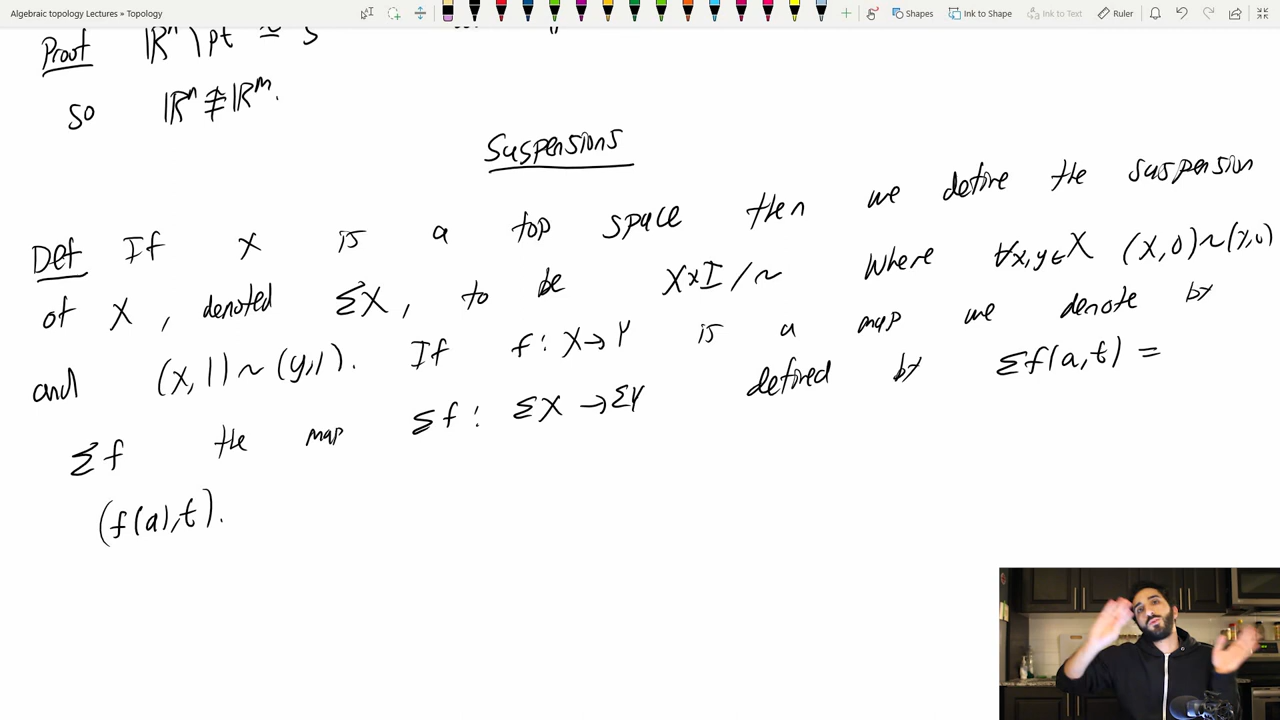 Algebraic topology Lectures » Topology
Shapes Ink to Shape Ink to Text Ruler
Proof ℝⁿ \ pt ≃ S
so ℝⁿ ≇ ℝᵐ.
Suspensions
Def If X is a top space then we define the suspension
of X, denoted ΣX, to be X×I/~ where ∀x,y∈X (x,0)~(y,0)
and (x,1)~(y,1). If f: X→Y is a map we denote by
Σf the map Σf: ΣX→ΣY defined by Σf(a,t) =
(f(a),t).